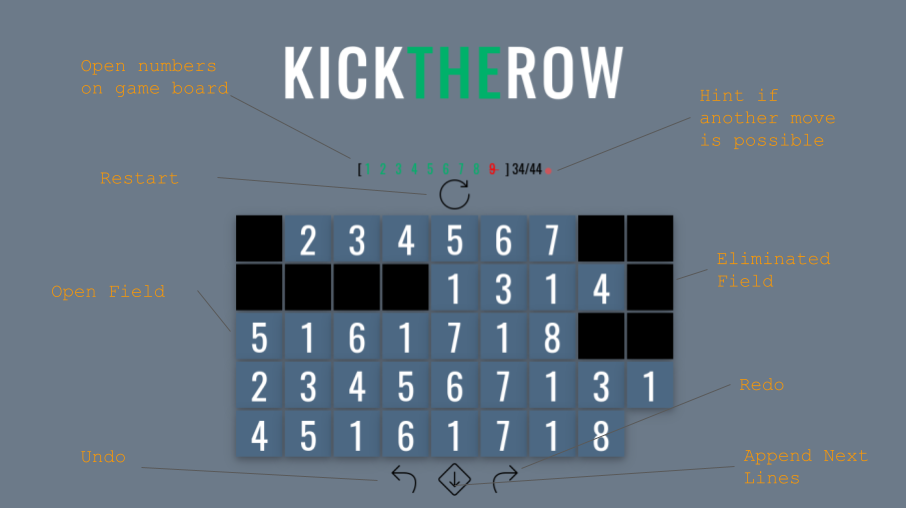 KICKTHEROW
Open numbers
on game board
Hint if
another move
is possible
[ 1 2 3 4 5 6 7 8 9 ] 34/44
Restart
2 3 4 5 6 7
1 3 1 4
Eliminated
Field
Open Field
5 1 6 1 7 1 8
2 3 4 5 6 7 1 3 1
Redo
4 5 1 6 1 7 1 8
Undo
Append Next
Lines